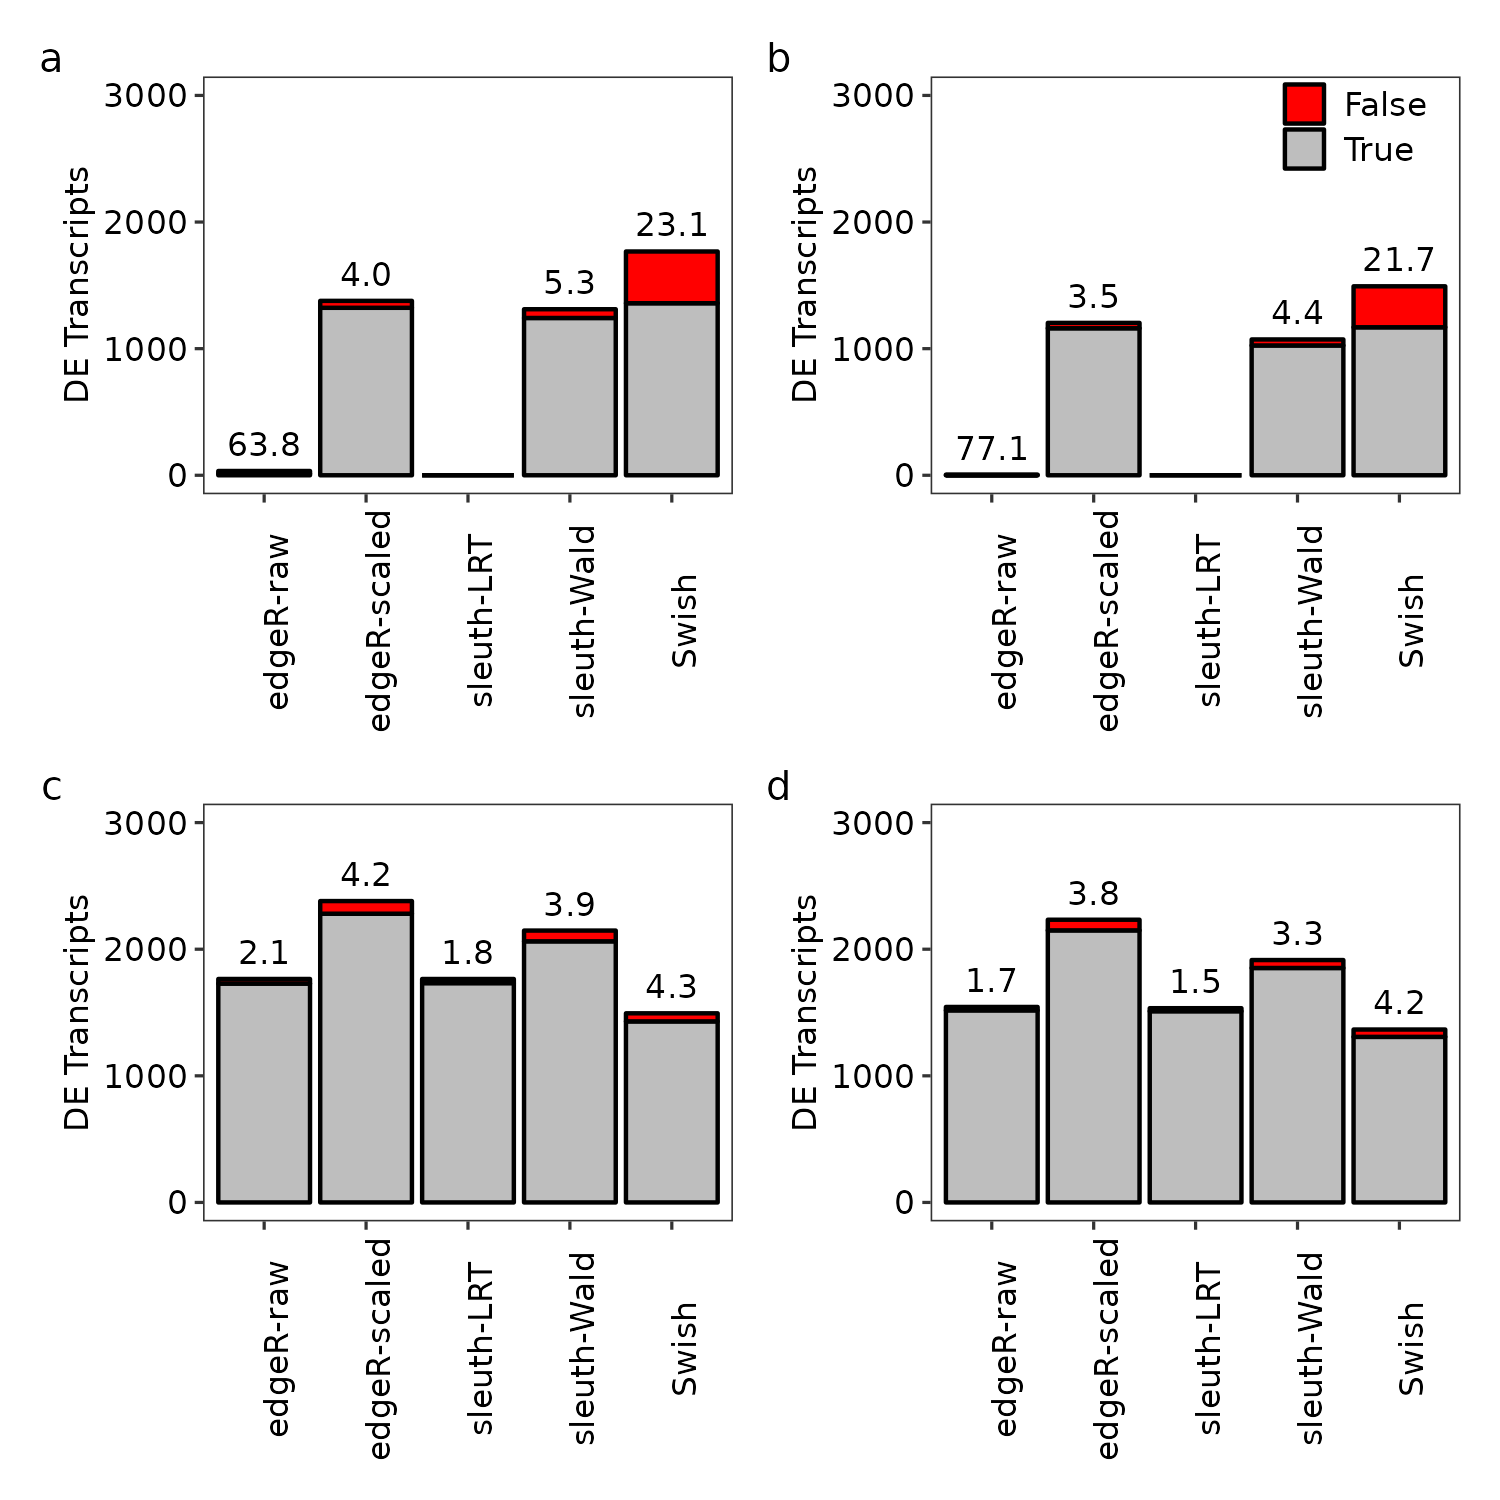 a
3000
2000
1000
0
DE Transcripts
63.8
4.0
5.3
23.1
edgeR-raw
edgeR-scaled
sleuth-LRT
sleuth-Wald
Swish
b
3000
2000
1000
0
DE Transcripts
False
True
77.1
3.5
4.4
21.7
edgeR-raw
edgeR-scaled
sleuth-LRT
sleuth-Wald
Swish
c
3000
2000
1000
0
DE Transcripts
2.1
4.2
1.8
3.9
4.3
edgeR-raw
edgeR-scaled
sleuth-LRT
sleuth-Wald
Swish
d
3000
2000
1000
0
DE Transcripts
1.7
3.8
1.5
3.3
4.2
edgeR-raw
edgeR-scaled
sleuth-LRT
sleuth-Wald
Swish